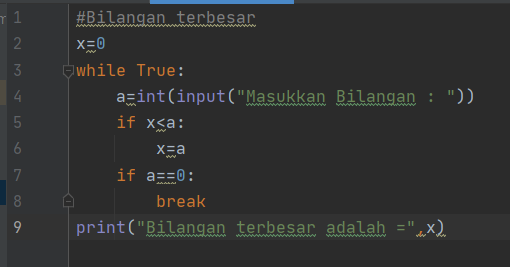 1 #Bilangan terbesar
2 x=0
3 while True:
4     a=int(input("Masukkan Bilangan : "))
5     if x<a:
6         x=a
7     if a==0:
8         break
9 print("Bilangan terbesar adalah =",x)